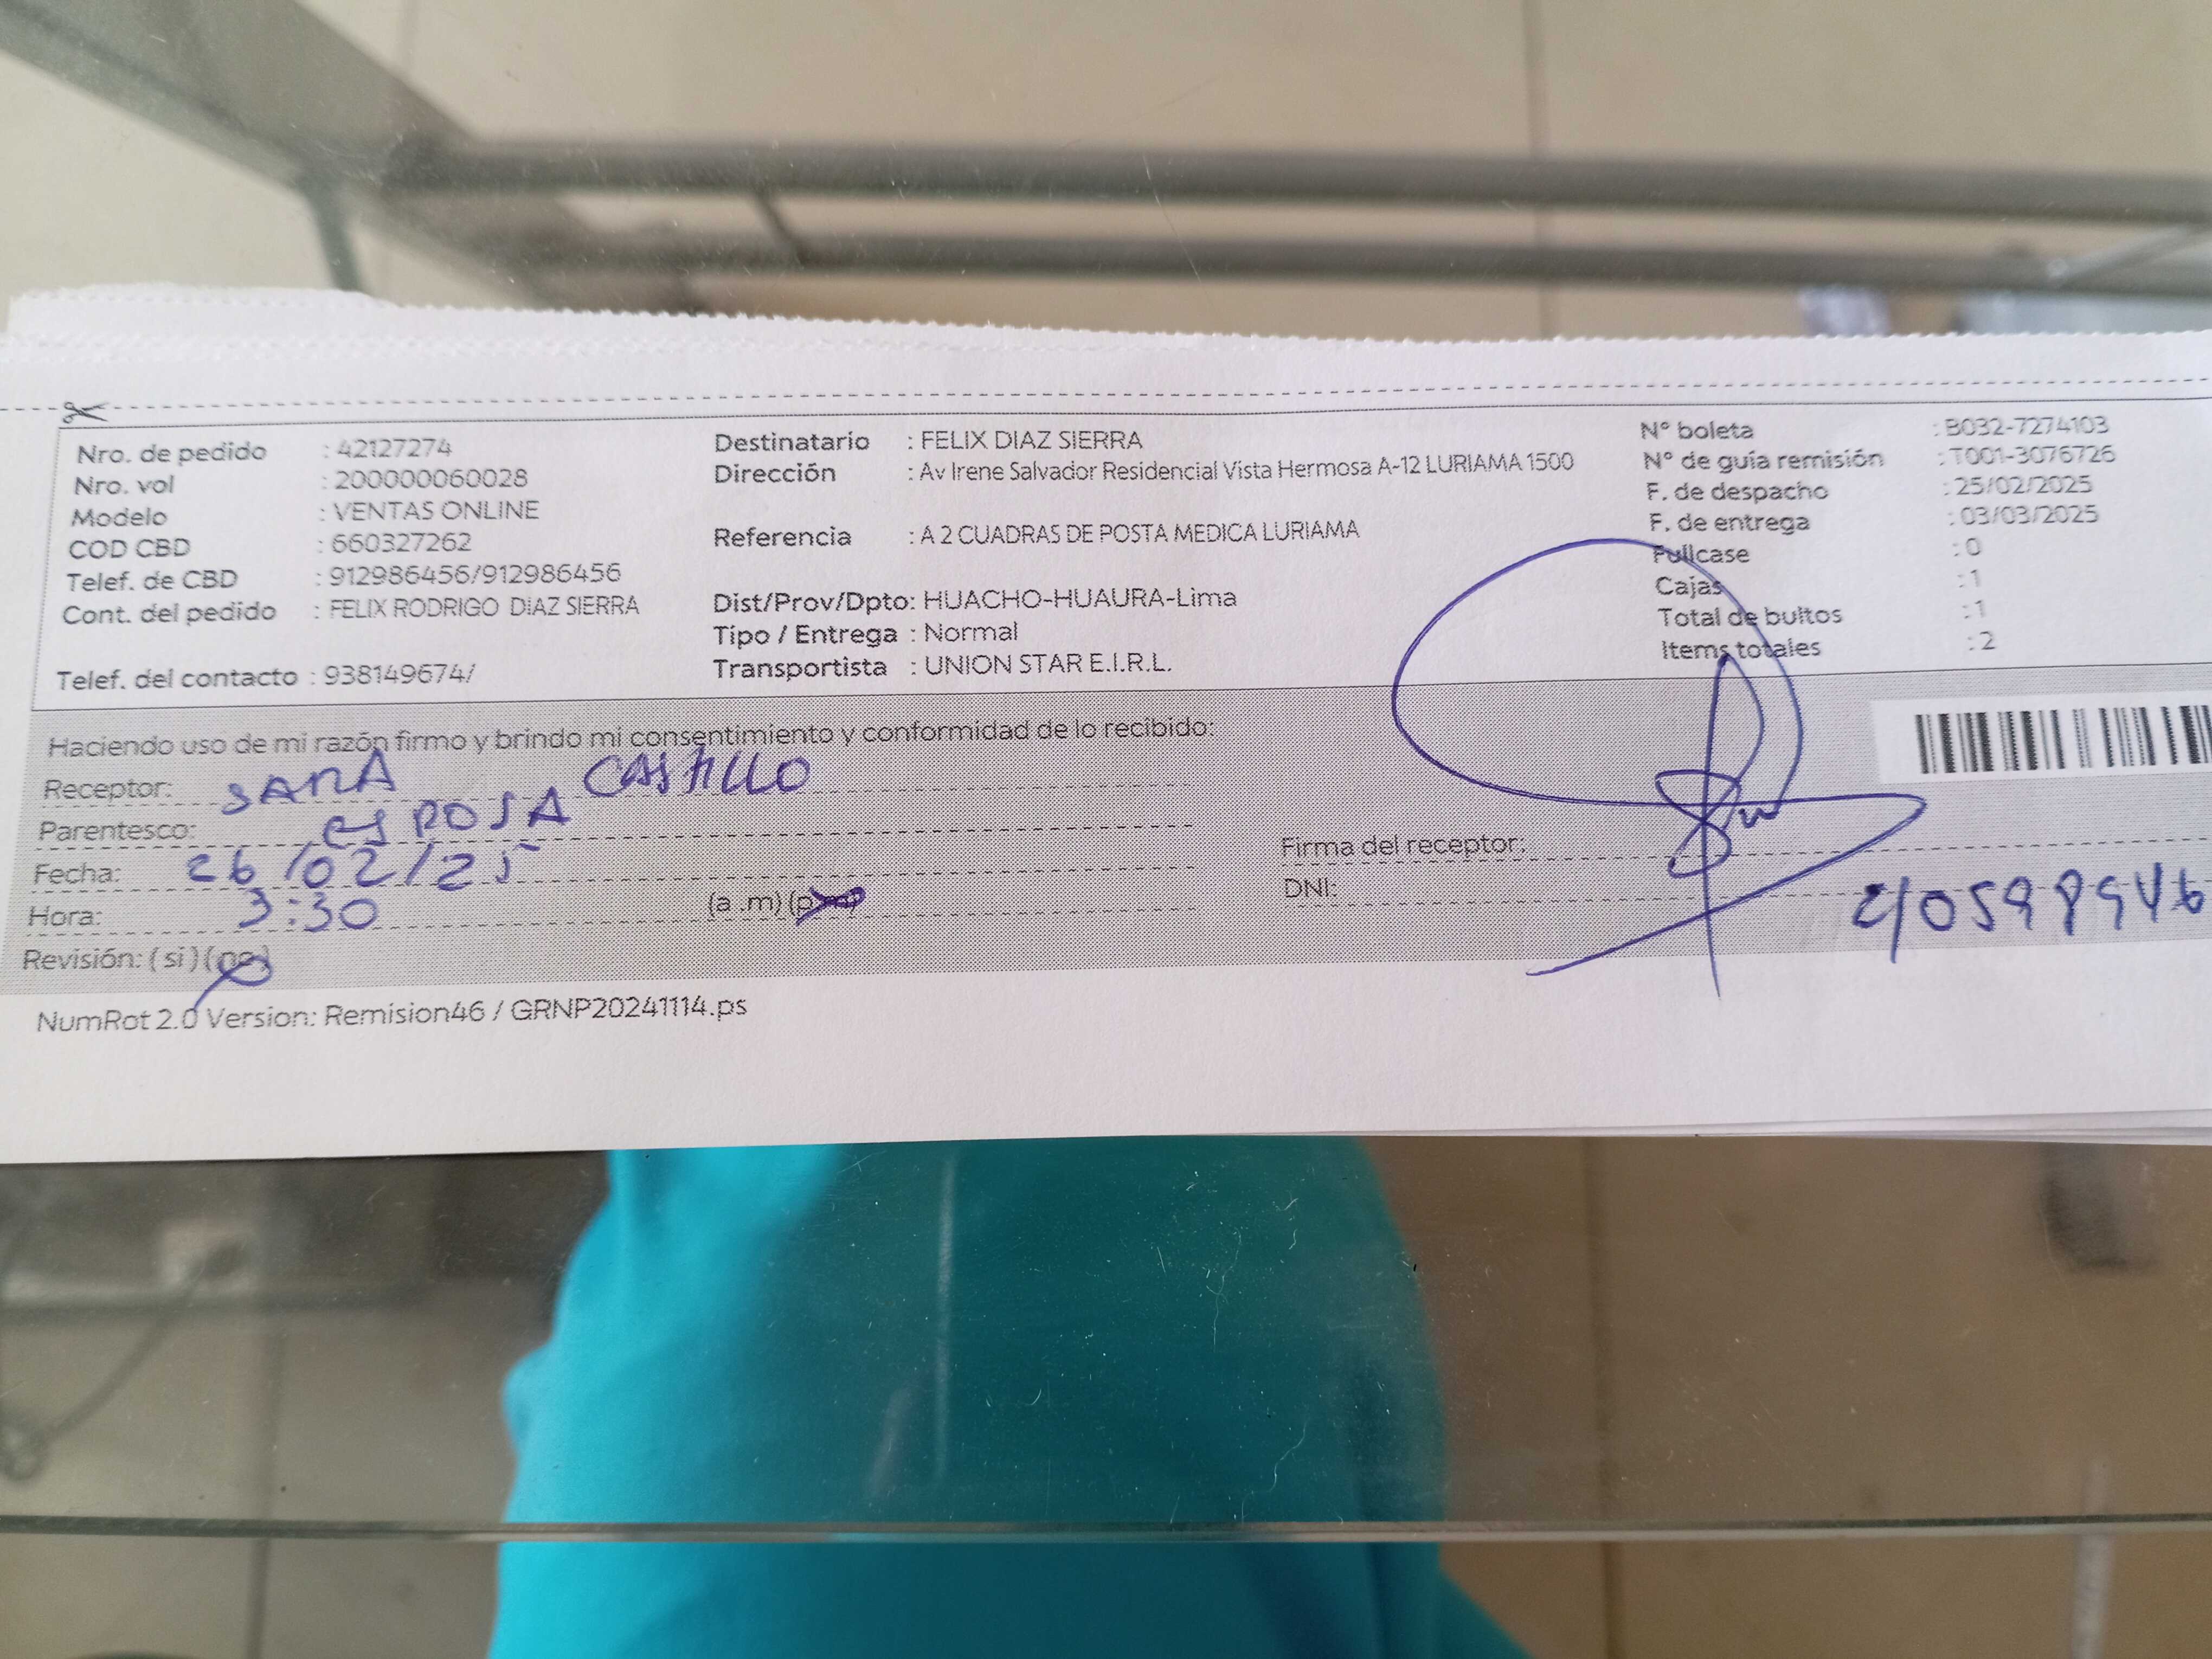 Nro. de pedido : 42127274
Nro. vol : 200000060028
Modelo : VENTAS ONLINE
COD CBD : 660327262
Telef. de CBD : 912986456/912986456
Cont. del pedido : FELIX RODRIGO DIAZ SIERRA
Telef. del contacto : 938149674/
Destinatario : FELIX DIAZ SIERRA
Dirección : Av Irene Salvador Residencial Vista Hermosa A-12 LURIAMA 1500
Referencia : A 2 CUADRAS DE POSTA MEDICA LURIAMA
Dist/Prov/Dpto: HUACHO-HUAURA-Lima
Tipo / Entrega : Normal
Transportista : UNION STAR E.I.R.L.
N° boleta : B032-7274103
N° de guía remisión : T001-3076726
F. de despacho : 25/02/2025
F. de entrega : 03/03/2025
Fullcase : 0
Cajas : 1
Total de bultos : 1
Items totales : 2
Haciendo uso de mi razón firmo y brindo mi consentimiento y conformidad de lo recibido:
Receptor: SARA CASTILLO
Parentesco: esposa
Fecha: 26/02/25
Hora: 3:30 (a .m) (p.m)
Revisión: ( si ) ( no )
Firma del receptor:
DNI: 40598946
NumRot 2.0 Version: Remision46 / GRNP20241114.ps